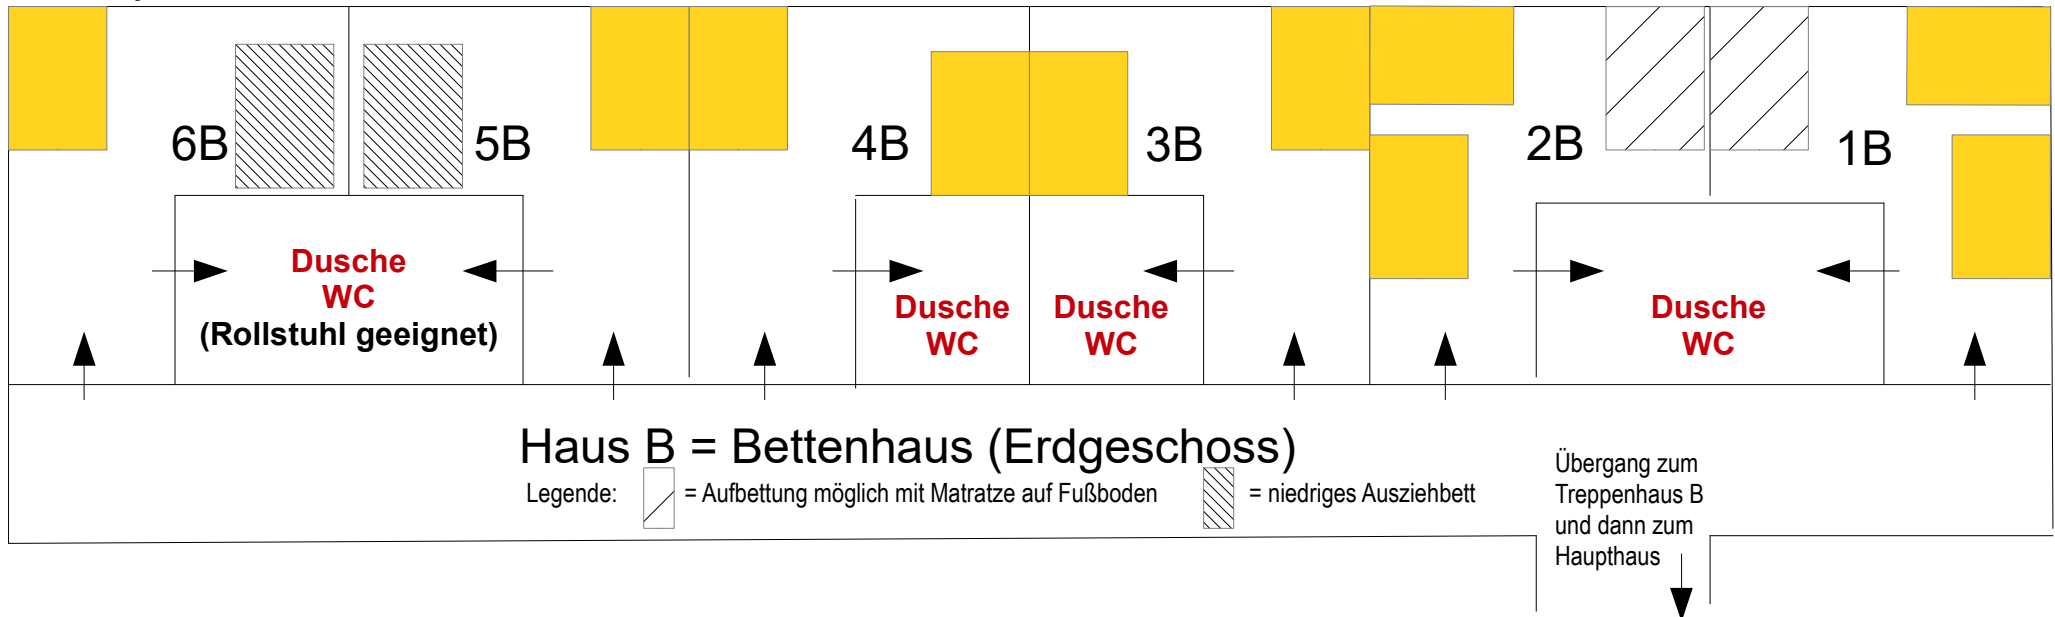 6B
5B
4B
3B
2B
1B
Dusche
WC
(Rollstuhl geeignet)
Dusche
WC
Dusche
WC
Dusche
WC
Haus B = Bettenhaus (Erdgeschoss)
Legende:
= Aufbettung möglich mit Matratze auf Fußboden
= niedriges Ausziehbett
Übergang zum
Treppenhaus B
und dann zum
Haupthaus